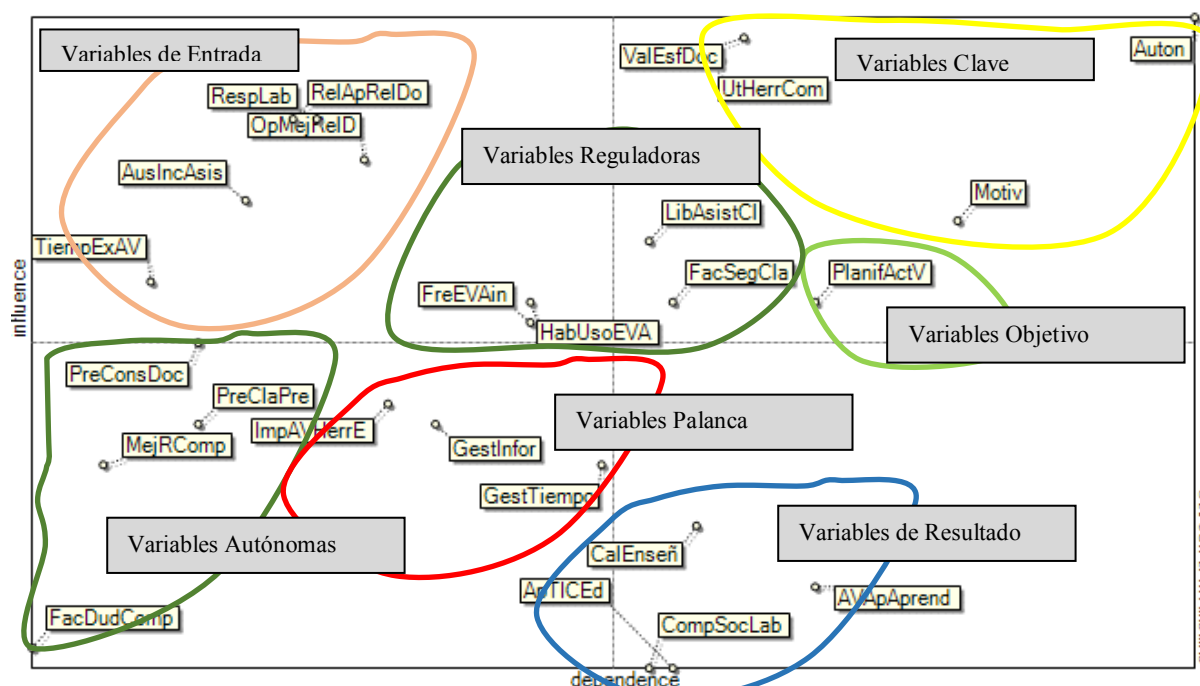 Variables de Entrada
ValEsfDoc
Auton
Variables Clave
RespLab
RelApRelDo
UtHerrCom
OpMejRelD
Variables Reguladoras
AusIncAsis
Motiv
LibAsistCl
TiempExAV
FacSegCla
PlanifActV
FreEVAin
HabUsoEVA
Variables Objetivo
influence
PreConsDoc
PreClaPre
ImpAVHerrE
Variables Palanca
MejRComp
GestInfor
GestTiempo
Variables Autónomas
Variables de Resultado
CalEnseñ
ApTICEd
AVApAprend
FacDudComp
CompSocLab
dependence